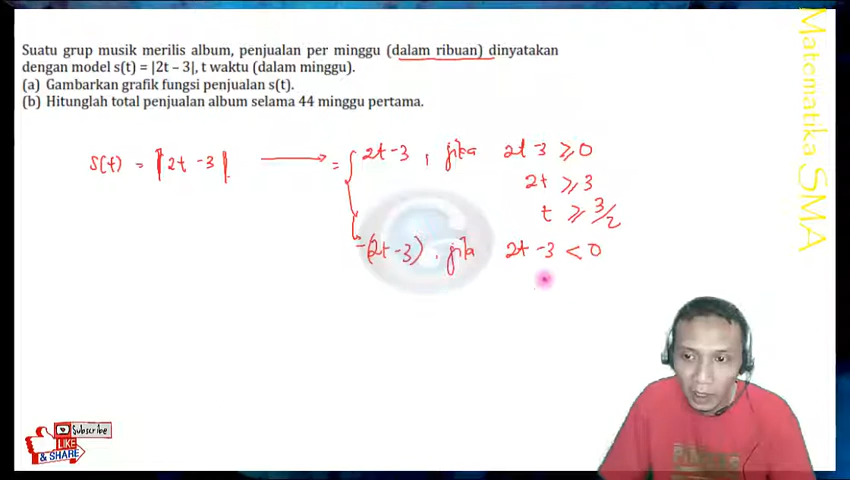 Suatu grup musik merilis album, penjualan per minggu (dalam ribuan) dinyatakan
dengan model s(t) = |2t – 3|, t waktu (dalam minggu).
(a) Gambarkan grafik fungsi penjualan s(t).
(b) Hitunglah total penjualan album selama 44 minggu pertama.
s(t) = |2t - 3| → = { 2t - 3 , jika 2t - 3 ≥ 0
2t ≥ 3
t ≥ 3/2
-(2t - 3) , jika 2t - 3 < 0
Matematika SMA
Subscribe
LIKE
& SHARE